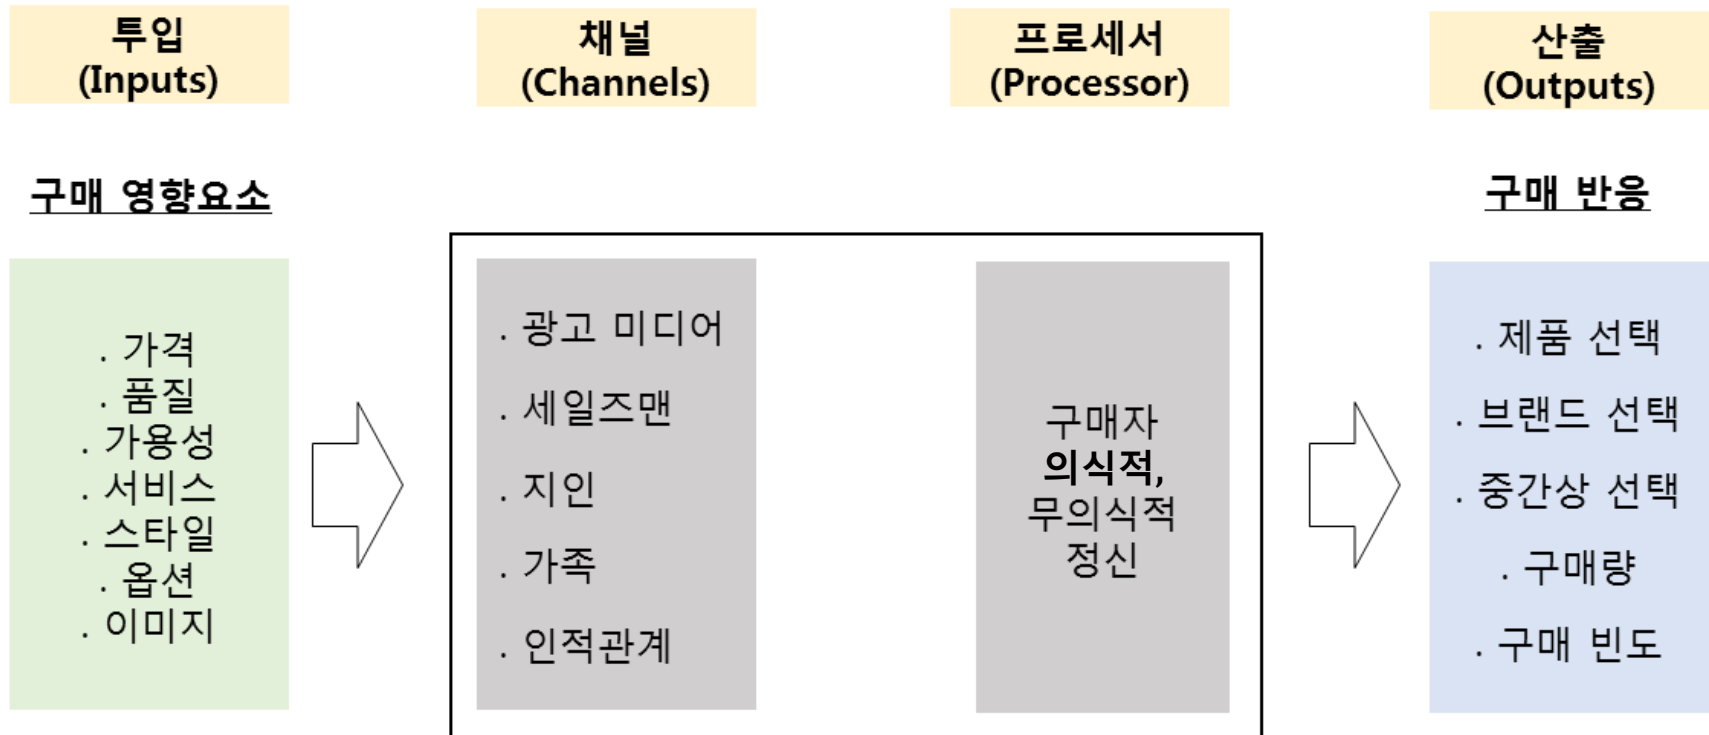 투입
(Inputs)
채널
(Channels)
프로세서
(Processor)
산출
(Outputs)
구매 영향요소
구매 반응
. 가격
. 품질
. 가용성
. 서비스
. 스타일
. 옵션
. 이미지
. 광고 미디어
. 세일즈맨
. 지인
. 가족
. 인적관계
구매자
의식적,
무의식적
정신
. 제품 선택
. 브랜드 선택
. 중간상 선택
. 구매량
. 구매 빈도